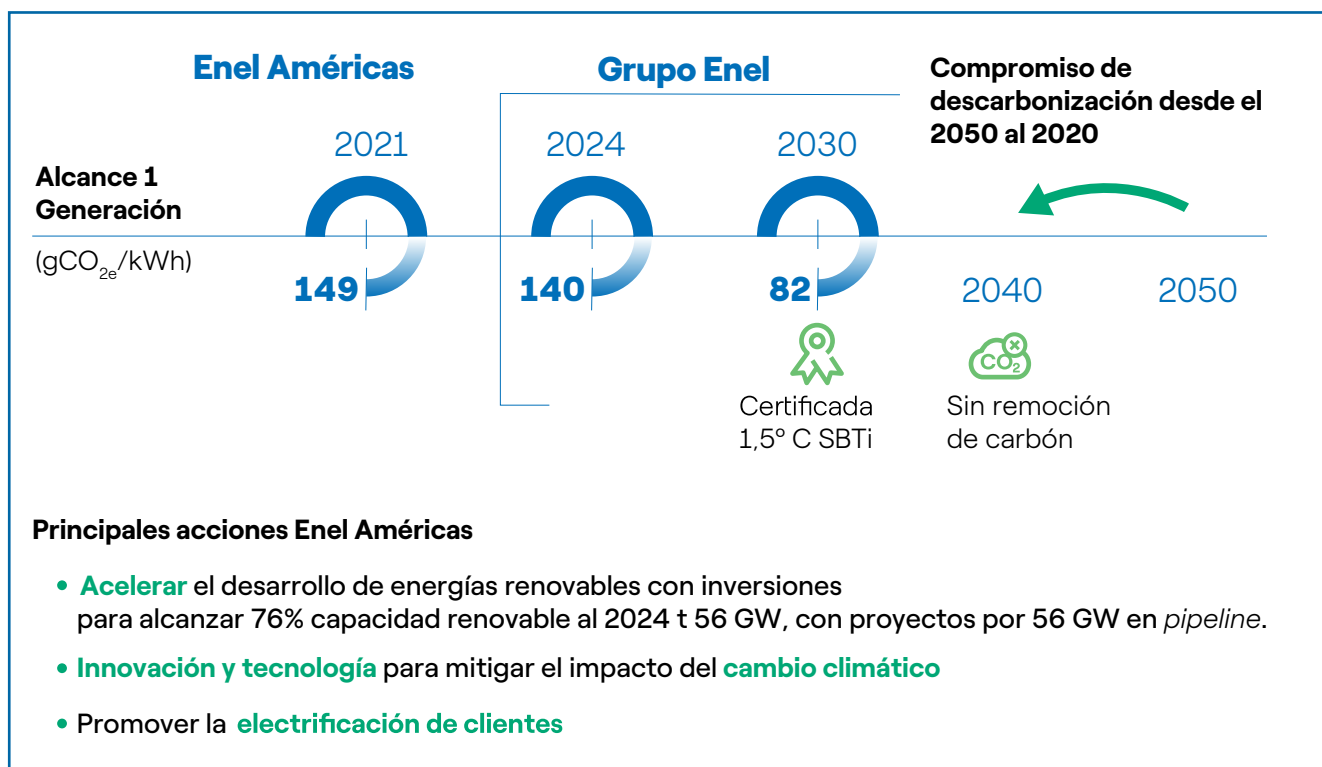 Enel Américas
Grupo Enel
Compromiso de
descarbonización desde el
2050 al 2020
2021
2024
2030
Alcance 1
Generación
(gCO2e/kWh)
149
140
82
2040
2050
CO2
Certificada
1,5º C SBTi
Sin remoción
de carbón
Principales acciones Enel Américas
• Acelerar el desarrollo de energías renovables con inversiones
para alcanzar 76% capacidad renovable al 2024 t 56 GW, con proyectos por 56 GW en pipeline.
• Innovación y tecnología para mitigar el impacto del cambio climático
• Promover la electrificación de clientes